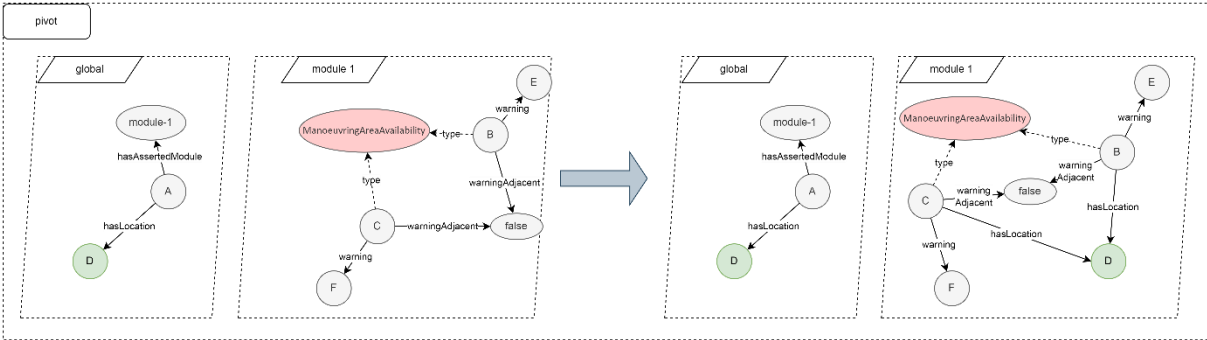 pivot
global
module-1
hasAssertedModule
A
hasLocation
D
module 1
E
warning
ManoeuvringAreaAvailability
type
B
type
warningAdjacent
C
warningAdjacent
false
warning
F
global
module-1
hasAssertedModule
A
hasLocation
D
module 1
E
warning
ManoeuvringAreaAvailability
type
B
type
warning
Adjacent
false
warning
Adjacent
C
hasLocation
hasLocation
warning
D
F